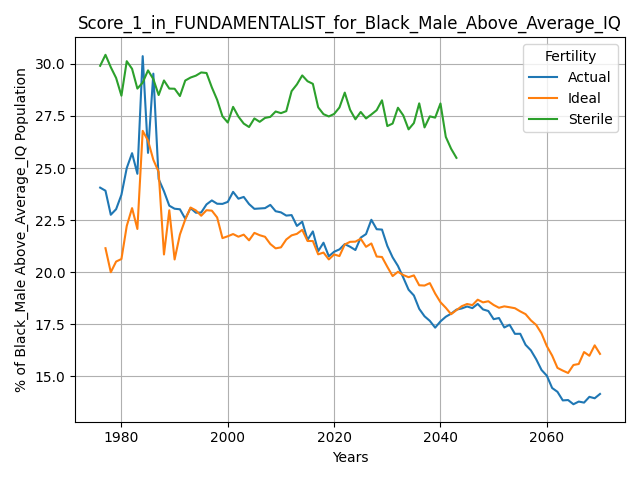 Score_1_in_FUNDAMENTALIST_for_Black_Male_Above_Average_IQ
% of Black_Male Above_Average_IQ Population
30.0
27.5
25.0
22.5
20.0
17.5
15.0
Fertility
Actual
Ideal
Sterile
1980
2000
2020
2040
2060
Years